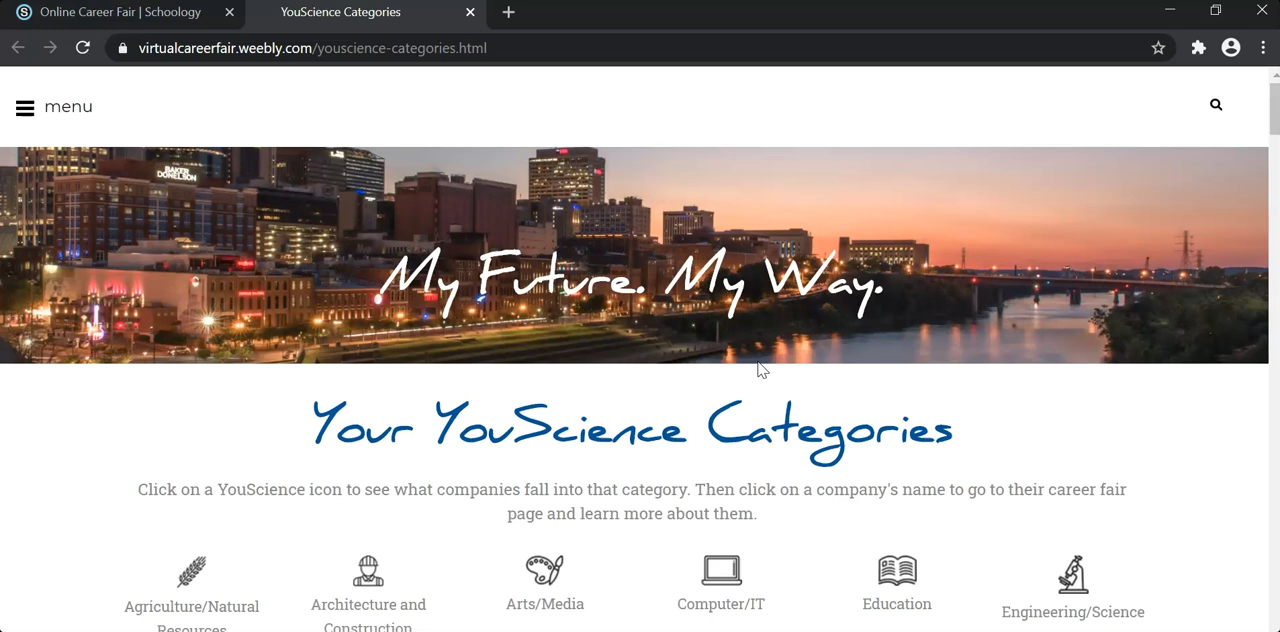 Online Career Fair | Schoology
YouScience Categories
virtualcareerfair.weebly.com/youscience-categories.html
menu
BAKER
DONELSON
My Future. My Way.
Your YouScience Categories
Click on a YouScience icon to see what companies fall into that category. Then click on a company's name to go to their career fair
page and learn more about them.
Agriculture/Natural
Resources
Architecture and
Construction
Arts/Media
Computer/IT
Education
Engineering/Science